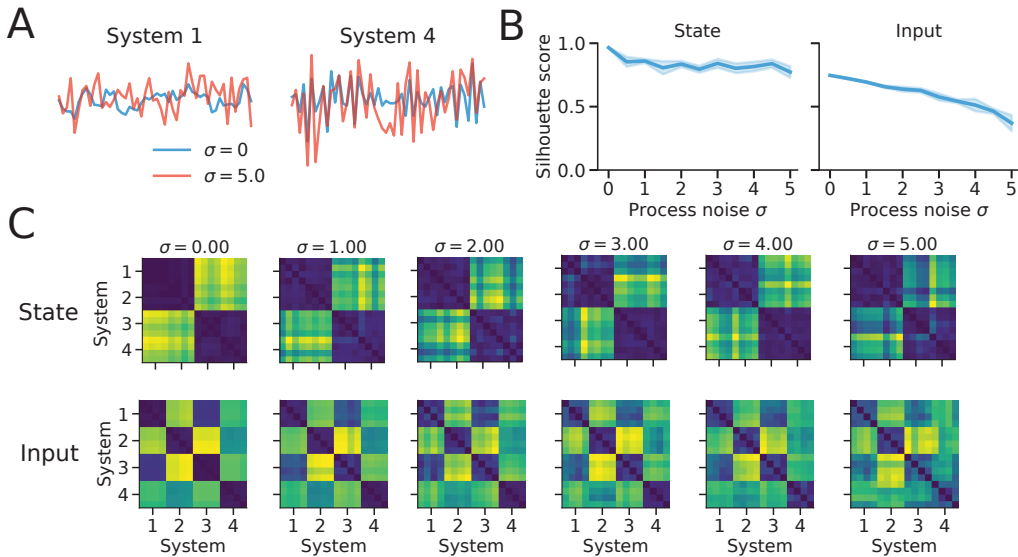 A
System 1
System 4
σ = 0
σ = 5.0
B
State
Input
Silhouette score
1.0
0.5
0.0
0 1 2 3 4 5
0 1 2 3 4 5
Process noise σ
Process noise σ
C
σ = 0.00
σ = 1.00
σ = 2.00
σ = 3.00
σ = 4.00
σ = 5.00
State
System
1
2
3
4
Input
System
1
2
3
4
1 2 3 4
1 2 3 4
1 2 3 4
1 2 3 4
1 2 3 4
1 2 3 4
System
System
System
System
System
System